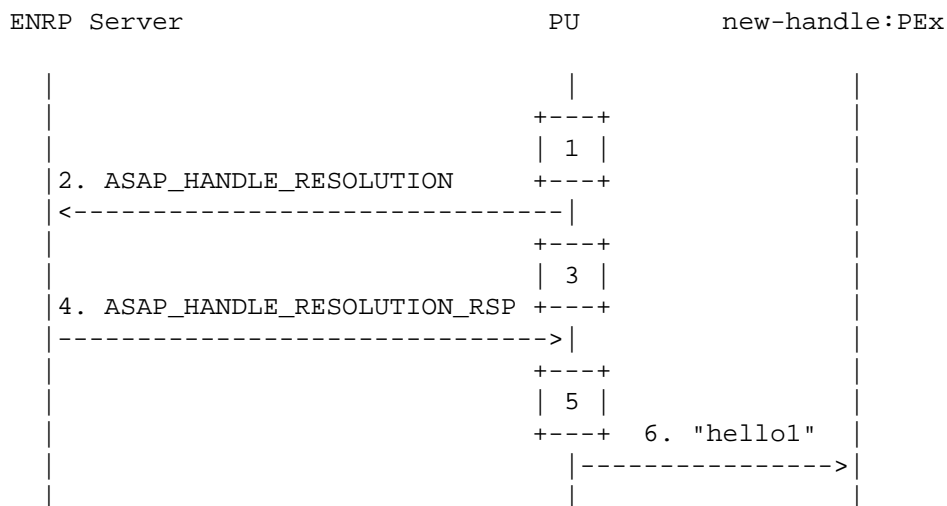 ENRP Server PU new-handle:PEx
1
2. ASAP_HANDLE_RESOLUTION
3
4. ASAP_HANDLE_RESOLUTION_RSP
5
6. "hello1"